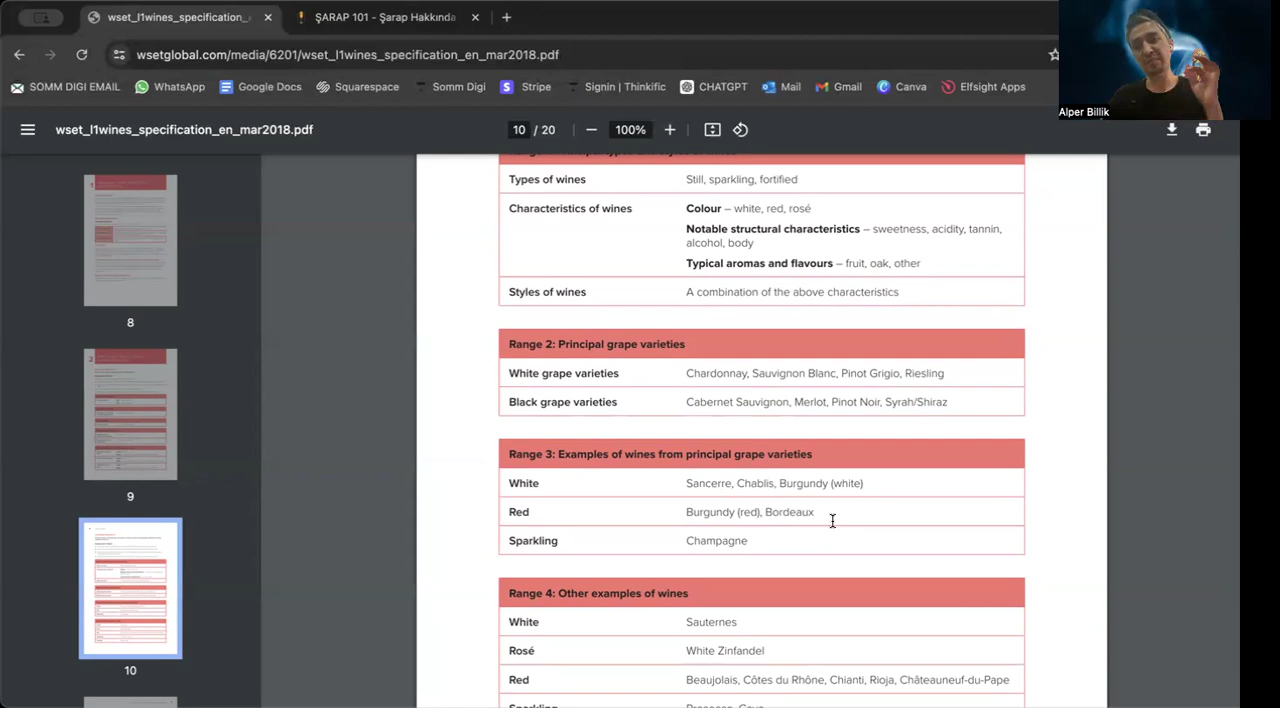 wset_l1wines_specification_
ŞARAP 101 - Şarap Hakkında
wsetglobal.com/media/6201/wset_l1wines_specification_en_mar2018.pdf
SOMM DIGI EMAIL WhatsApp Google Docs Squarespace Somm Digi Stripe Signin | Thinkific CHATGPT Mail Gmail Canva Elfsight Apps
Alper Billik
wset_l1wines_specification_en_mar2018.pdf
10 / 20
100%
8
9
10
Types of wines Still, sparkling, fortified
Characteristics of wines Colour – white, red, rosé
Notable structural characteristics – sweetness, acidity, tannin,
alcohol, body
Typical aromas and flavours – fruit, oak, other
Styles of wines A combination of the above characteristics
Range 2: Principal grape varieties
White grape varieties Chardonnay, Sauvignon Blanc, Pinot Grigio, Riesling
Black grape varieties Cabernet Sauvignon, Merlot, Pinot Noir, Syrah/Shiraz
Range 3: Examples of wines from principal grape varieties
White Sancerre, Chablis, Burgundy (white)
Red Burgundy (red), Bordeaux
Sparkling Champagne
Range 4: Other examples of wines
White Sauternes
Rosé White Zinfandel
Red Beaujolais, Côtes du Rhône, Chianti, Rioja, Châteauneuf-du-Pape